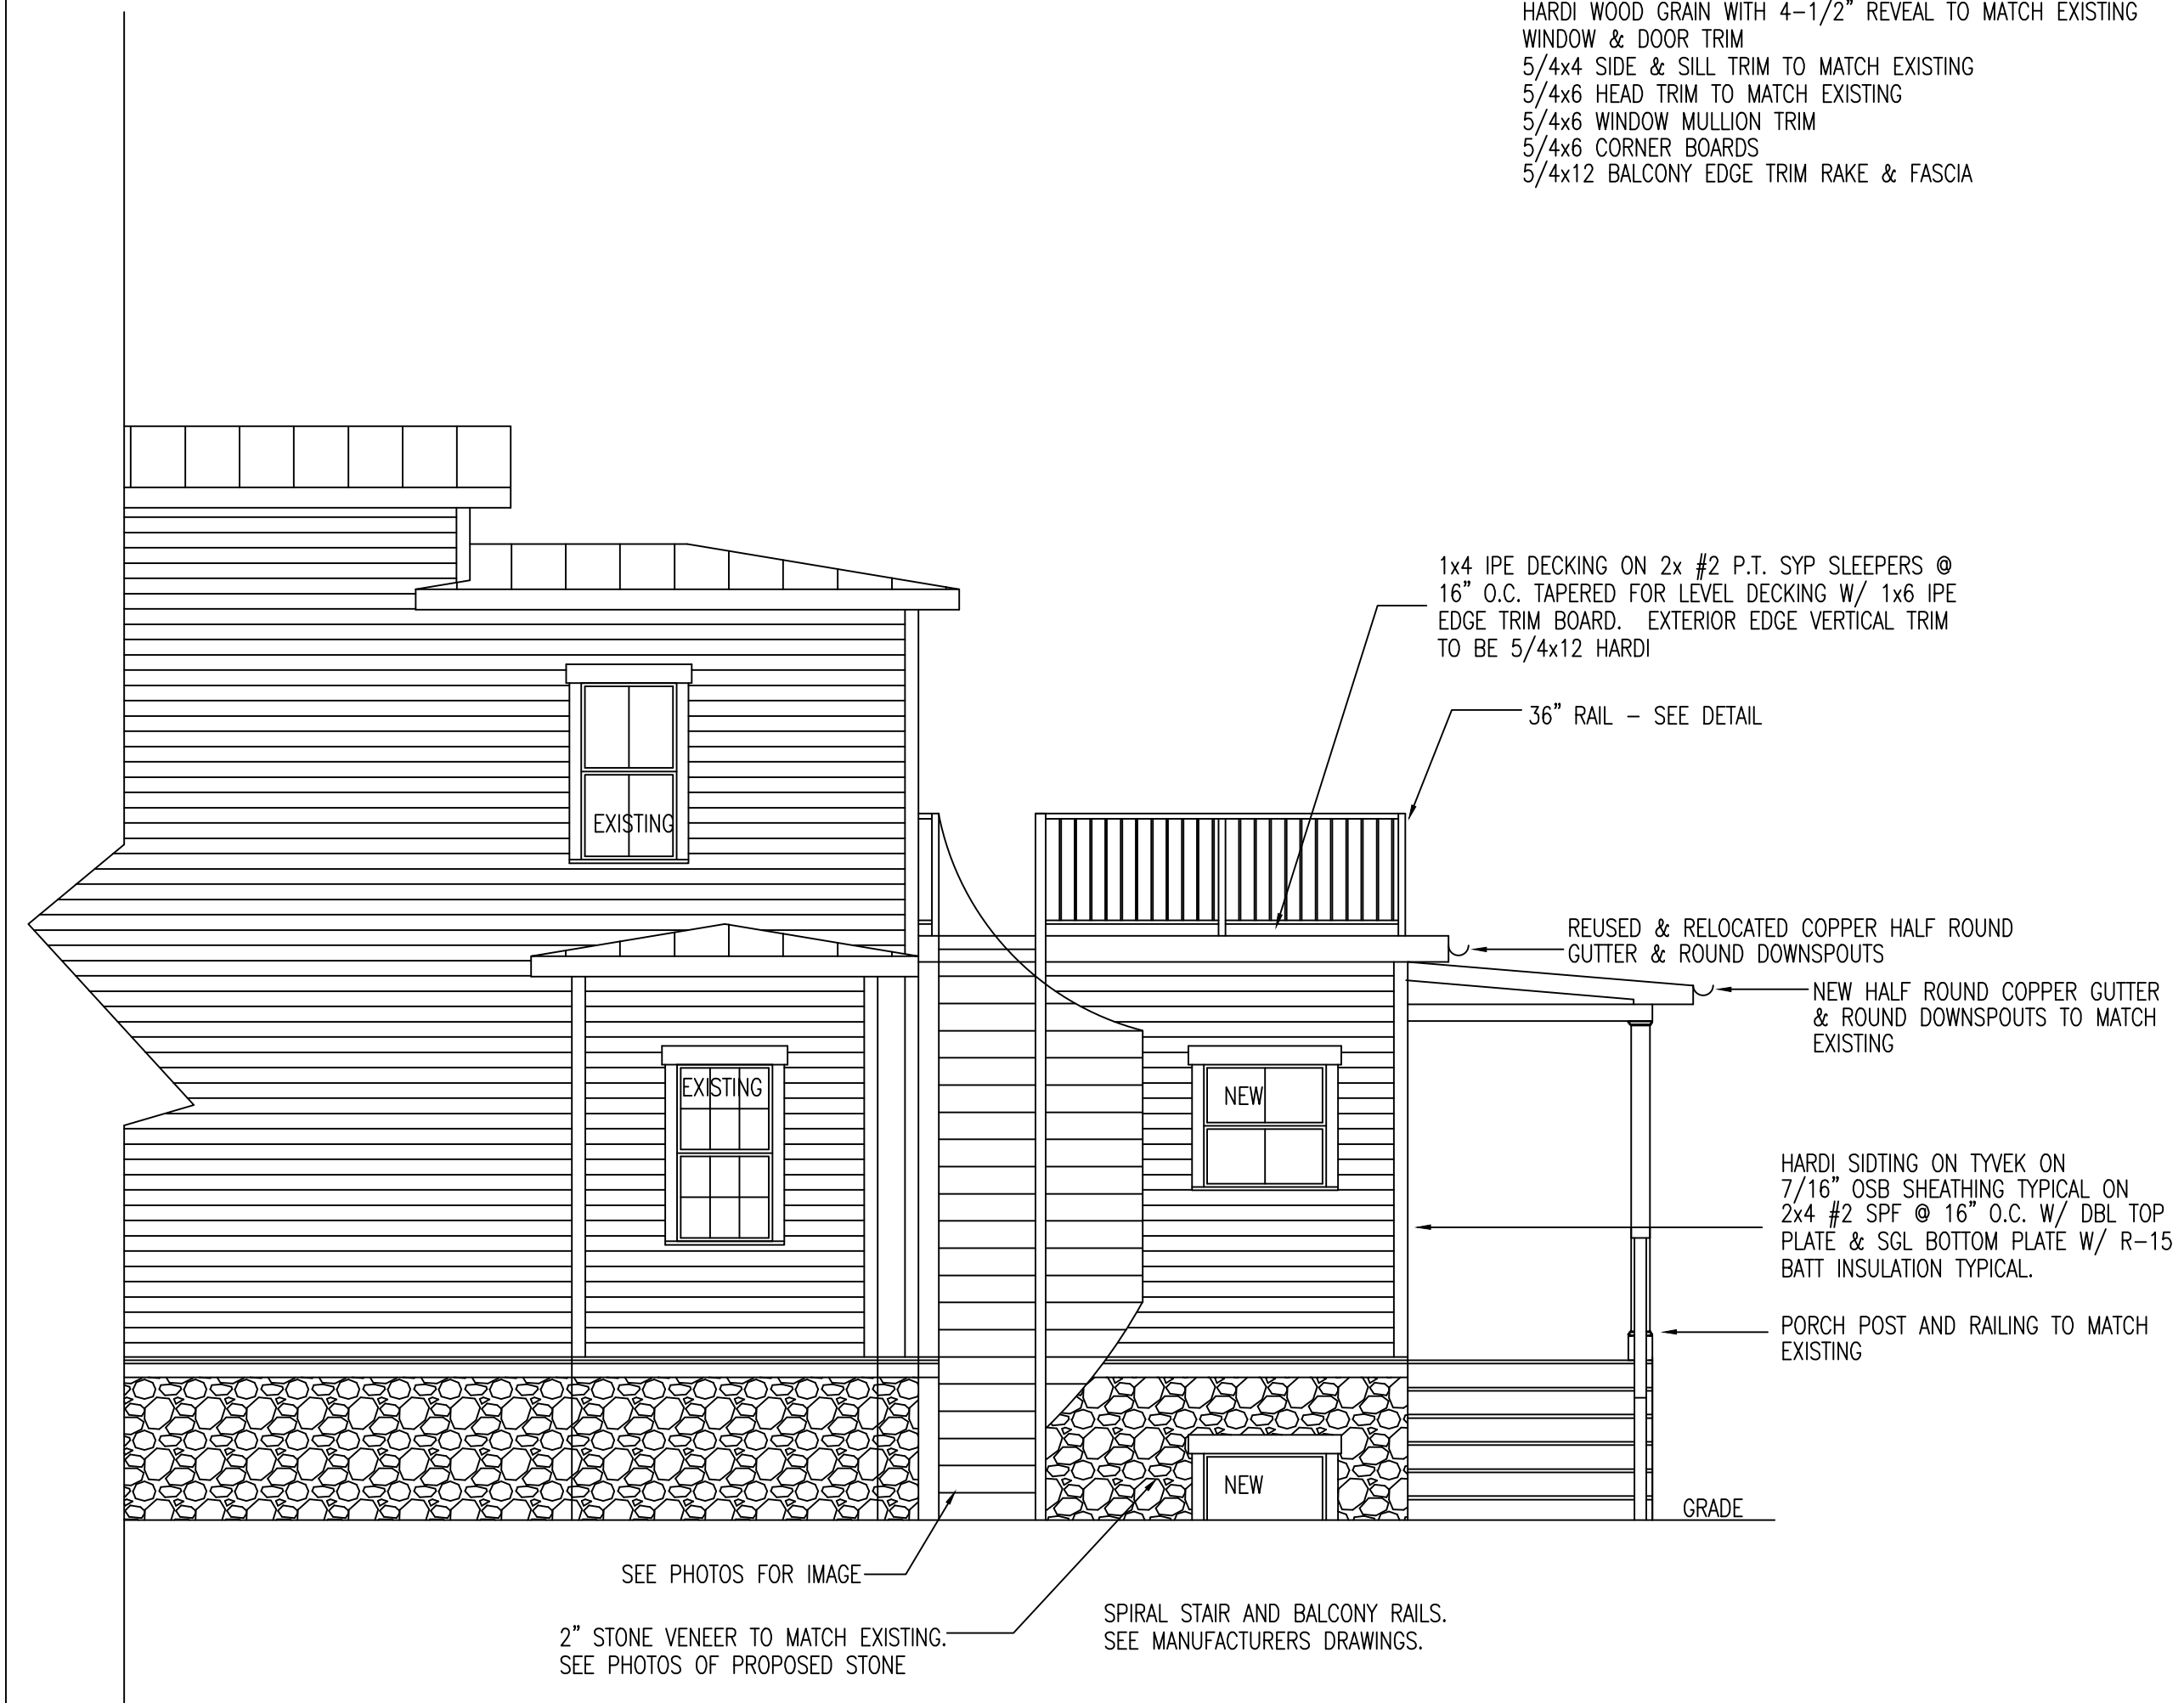 HARDI WOOD GRAIN WITH 4-1/2" REVEAL TO MATCH EXISTING
WINDOW & DOOR TRIM
5/4x4 SIDE & SILL TRIM TO MATCH EXISTING
5/4x6 HEAD TRIM TO MATCH EXISTING
5/4x6 WINDOW MULLION TRIM
5/4x6 CORNER BOARDS
5/4x12 BALCONY EDGE TRIM RAKE & FASCIA
1x4 IPE DECKING ON 2x #2 P.T. SYP SLEEPERS @
16" O.C. TAPERED FOR LEVEL DECKING W/ 1x6 IPE
EDGE TRIM BOARD. EXTERIOR EDGE VERTICAL TRIM
TO BE 5/4x12 HARDI
36" RAIL - SEE DETAIL
EXISTING
REUSED & RELOCATED COPPER HALF ROUND
GUTTER & ROUND DOWNSPOUTS
NEW HALF ROUND COPPER GUTTER
& ROUND DOWNSPOUTS TO MATCH
EXISTING
EXISTING
NEW
HARDI SIDTING ON TYVEK ON
7/16" OSB SHEATHING TYPICAL ON
2x4 #2 SPF @ 16" O.C. W/ DBL TOP
PLATE & SGL BOTTOM PLATE W/ R-15
BATT INSULATION TYPICAL.
PORCH POST AND RAILING TO MATCH
EXISTING
NEW
GRADE
SEE PHOTOS FOR IMAGE
2" STONE VENEER TO MATCH EXISTING.
SEE PHOTOS OF PROPOSED STONE
SPIRAL STAIR AND BALCONY RAILS.
SEE MANUFACTURERS DRAWINGS.